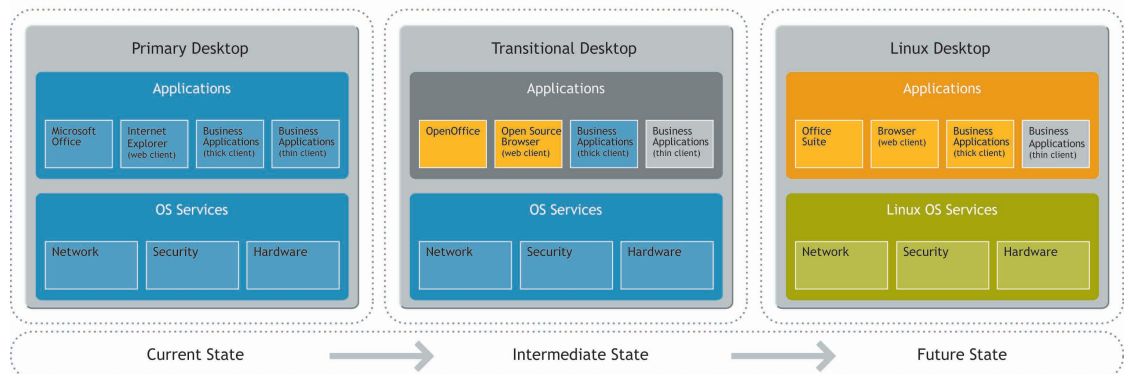 Primary Desktop
Applications
Microsoft
Office
Internet
Explorer
(web client)
Business
Applications
(thick client)
Business
Applications
(thin client)
OS Services
Network
Security
Hardware
Transitional Desktop
Applications
OpenOffice
Open Source
Browser
(web client)
Business
Applications
(thick client)
Business
Applications
(thin client)
OS Services
Network
Security
Hardware
Linux Desktop
Applications
Office
Suite
Browser
(web client)
Business
Applications
(thick client)
Business
Applications
(thin client)
Linux OS Services
Network
Security
Hardware
Current State
Intermediate State
Future State